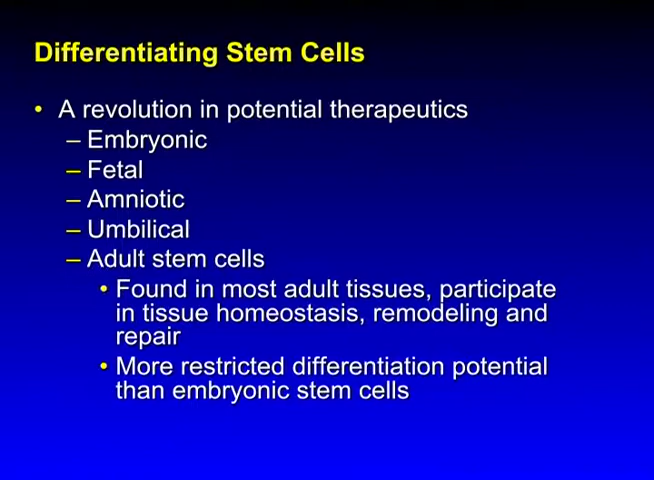 Differentiating Stem Cells
• A revolution in potential therapeutics
– Embryonic
– Fetal
– Amniotic
– Umbilical
– Adult stem cells
• Found in most adult tissues, participate
in tissue homeostasis, remodeling and
repair
• More restricted differentiation potential
than embryonic stem cells